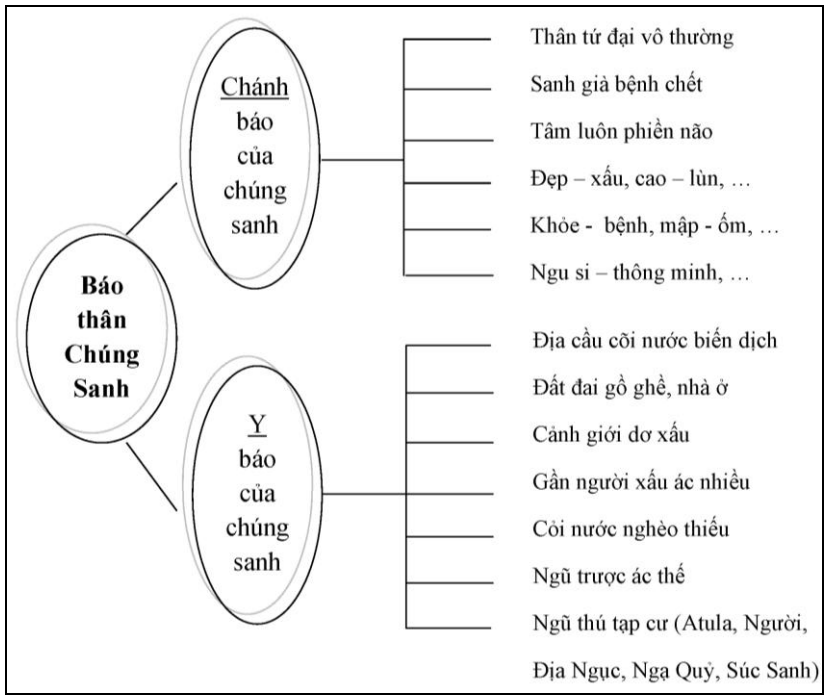 Báo
thân
Chúng
Sanh
Chánh
báo
của
chúng
sanh
Thân tứ đại vô thường
Sanh già bệnh chết
Tâm luôn phiền não
Đẹp – xấu, cao – lùn, …
Khỏe - bệnh, mập - ốm, …
Ngu si – thông minh, …
Y
báo
của
chúng
sanh
Địa cầu cõi nước biến dịch
Đất đai gồ ghề, nhà ở
Cảnh giới dơ xấu
Gần người xấu ác nhiều
Cỏi nước nghèo thiếu
Ngũ trược ác thế
Ngũ thú tạp cư (Atula, Người,
Địa Ngục, Ngạ Quỷ, Súc Sanh)